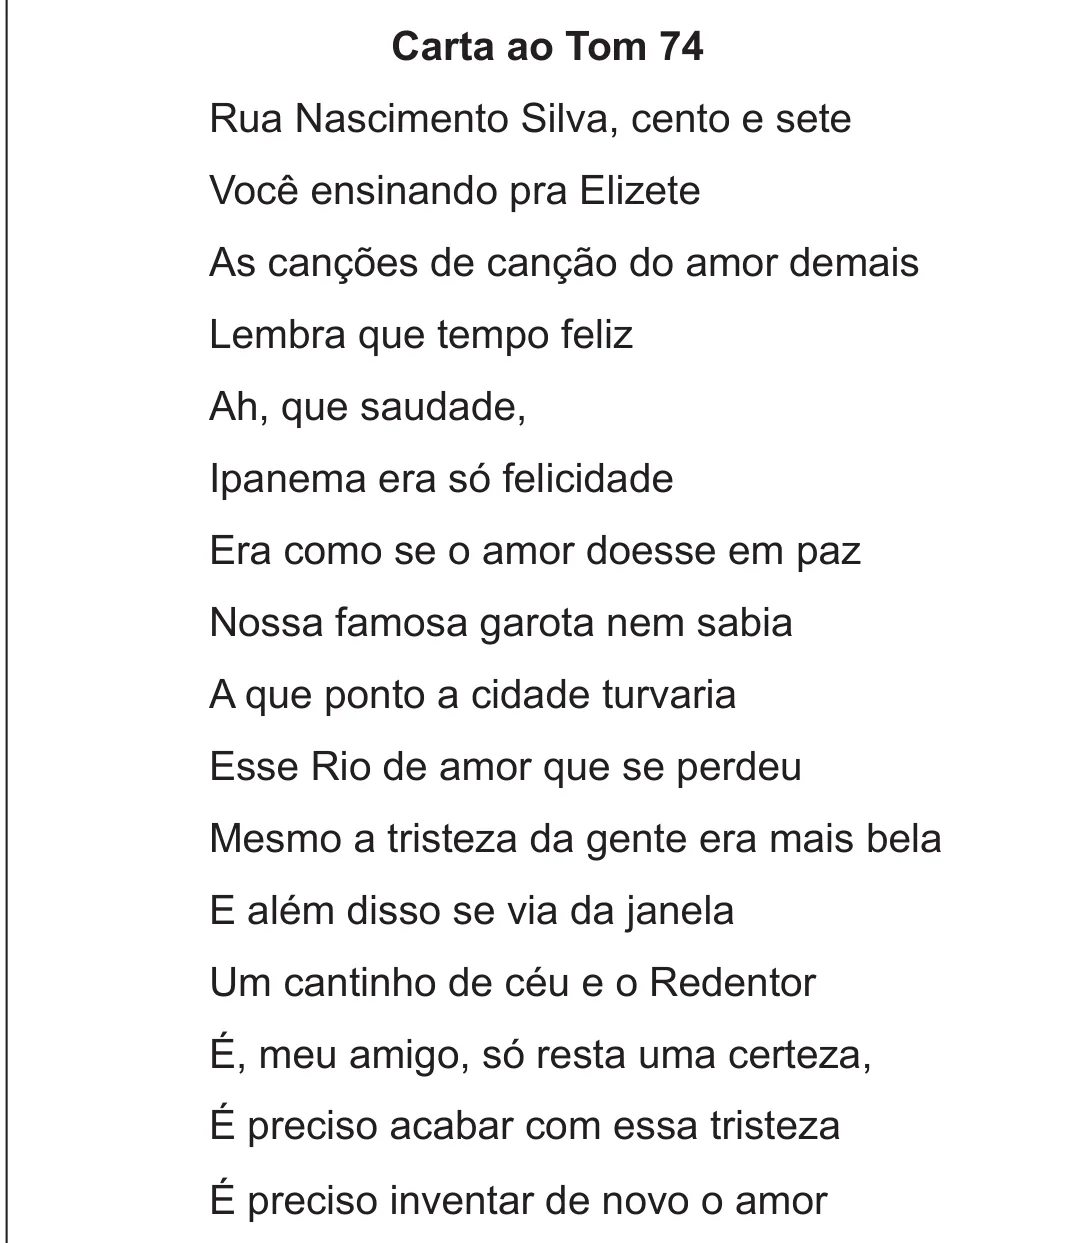 Carta ao Tom 74
Rua Nascimento Silva, cento e sete
Você ensinando pra Elizete
As canções de canção do amor demais
Lembra que tempo feliz
Ah, que saudade,
Ipanema era só felicidade
Era como se o amor doesse em paz
Nossa famosa garota nem sabia
A que ponto a cidade turvaria
Esse Rio de amor que se perdeu
Mesmo a tristeza da gente era mais bela
E além disso se via da janela
Um cantinho de céu e o Redentor
É, meu amigo, só resta uma certeza,
É preciso acabar com essa tristeza
É preciso inventar de novo o amor